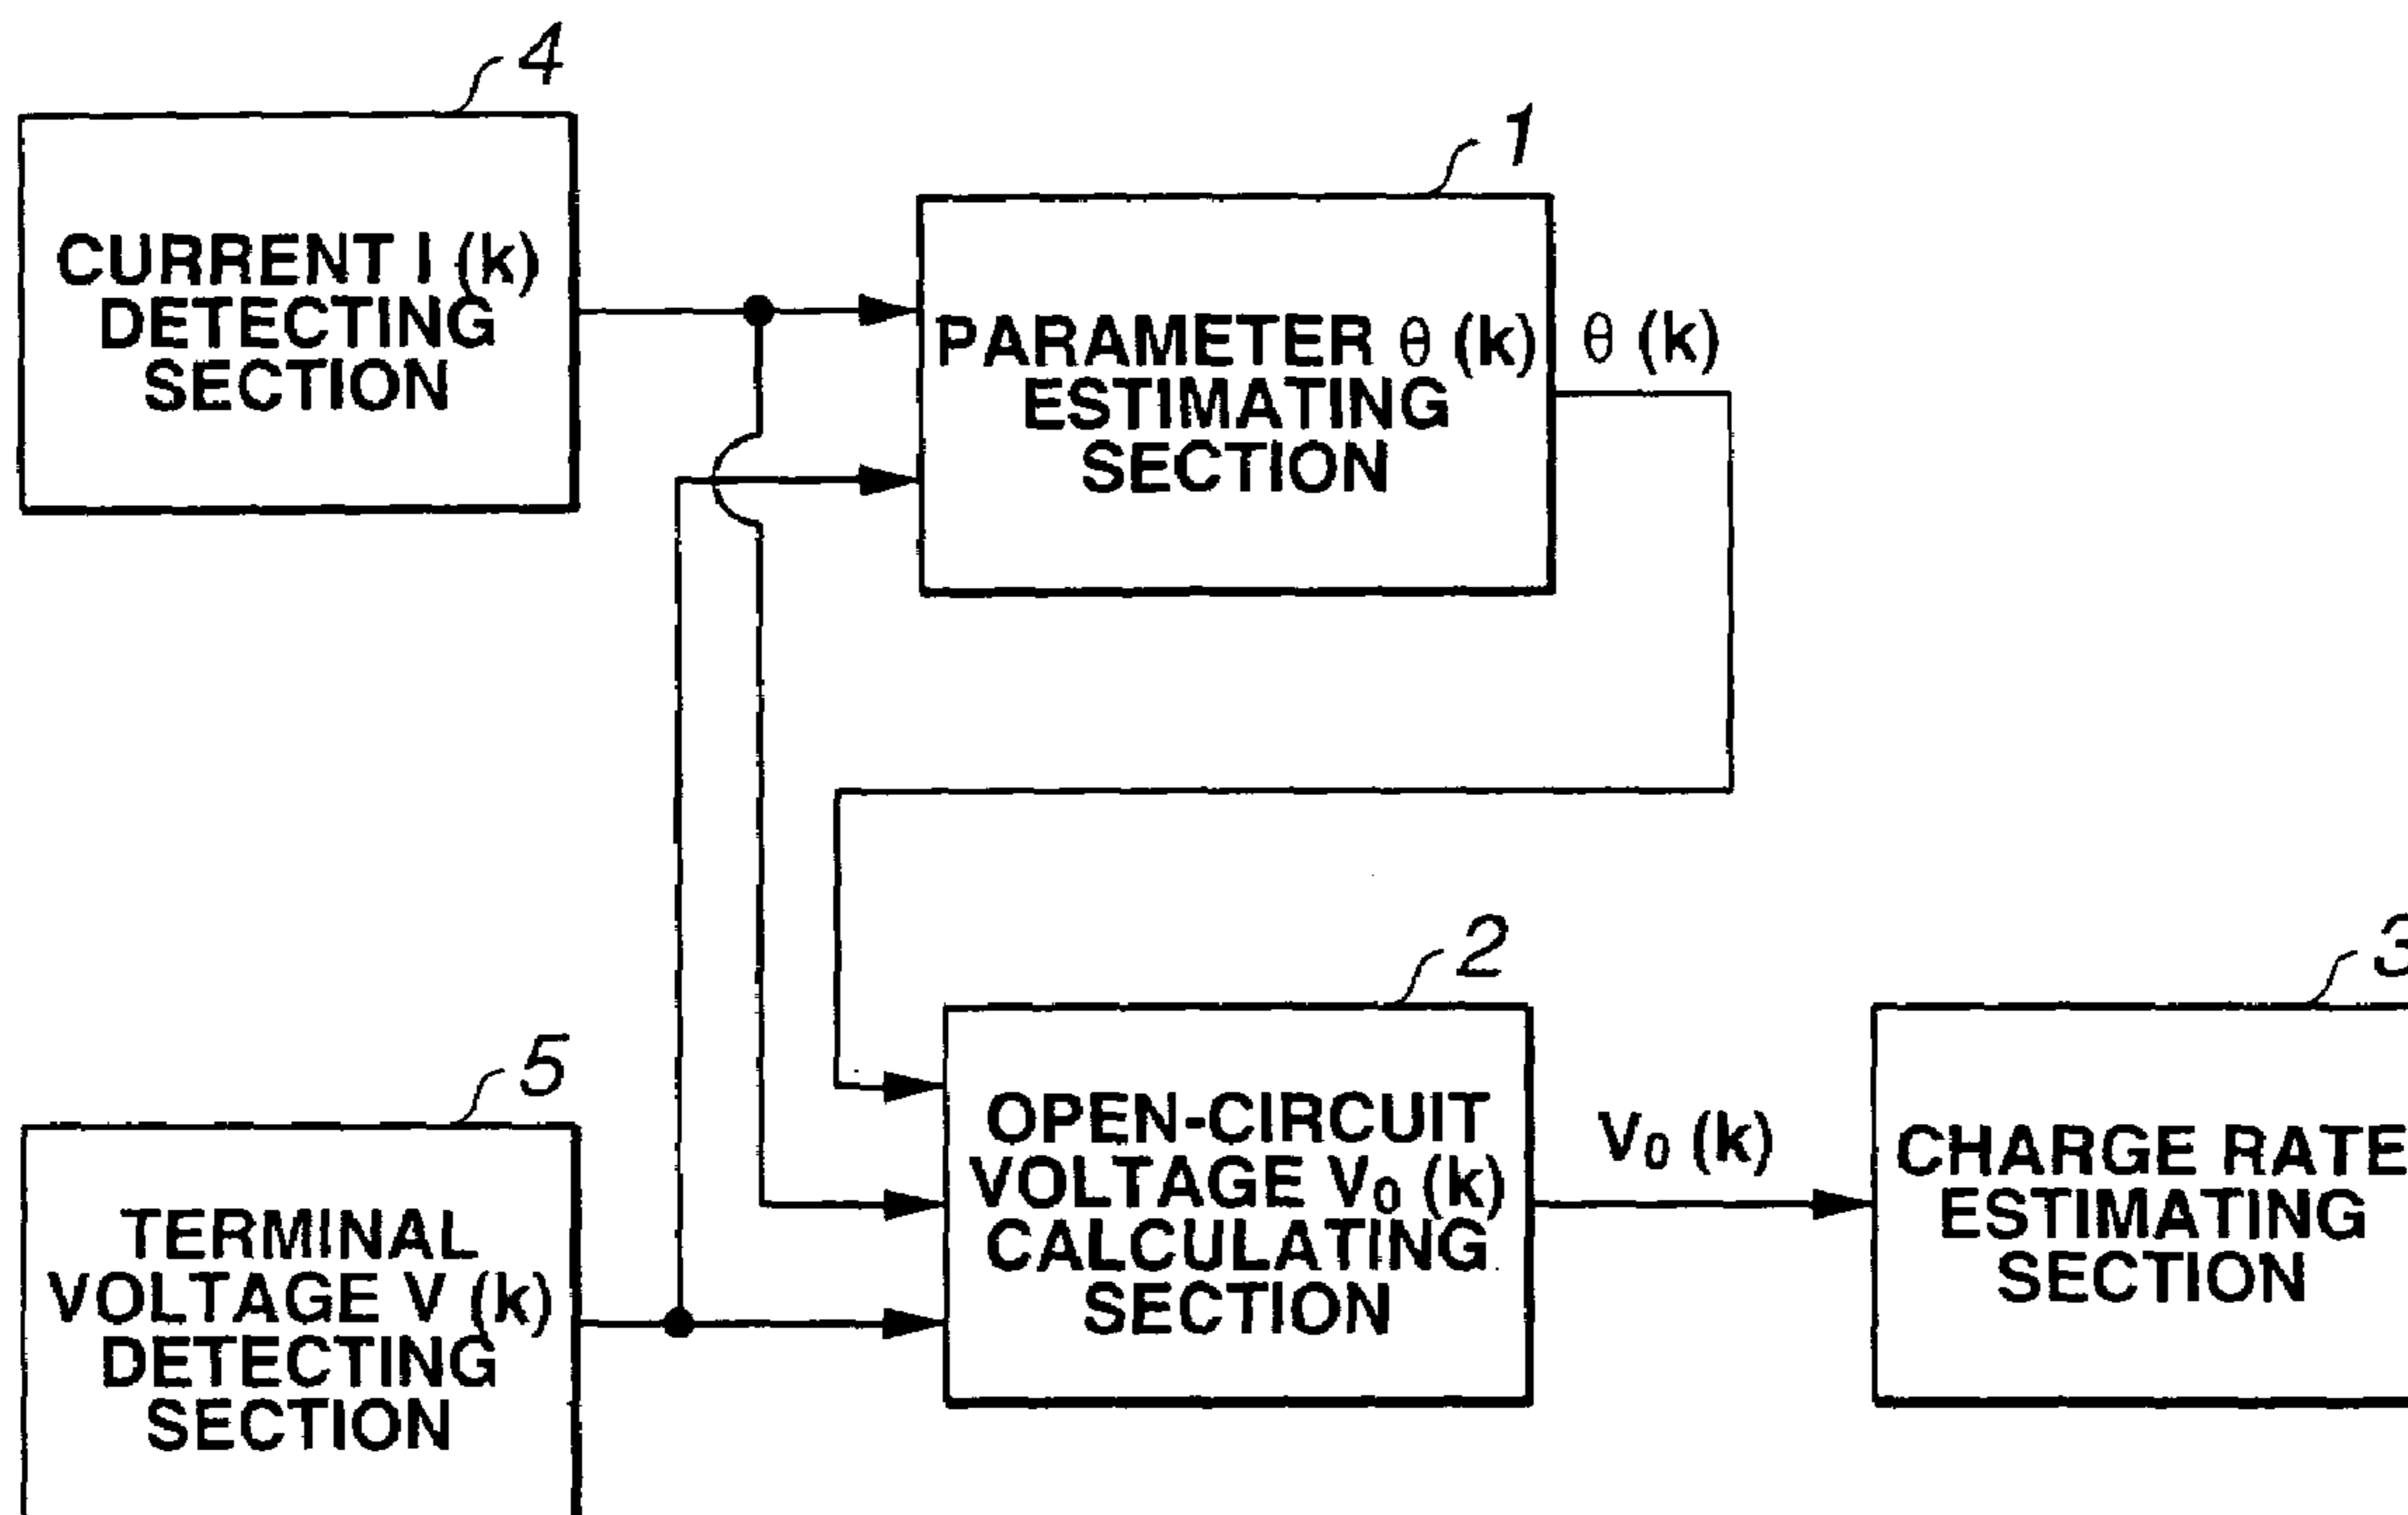 4
CURRENT I (k)
DETECTING
SECTION
1
PARAMETER θ (k)
ESTIMATING
SECTION
θ (k)
2
OPEN-CIRCUIT
VOLTAGE V₀ (k)
CALCULATING
SECTION
V₀ (k)
3
CHARGE RATE
ESTIMATING
SECTION
5
TERMINAL
VOLTAGE V (k)
DETECTING
SECTION